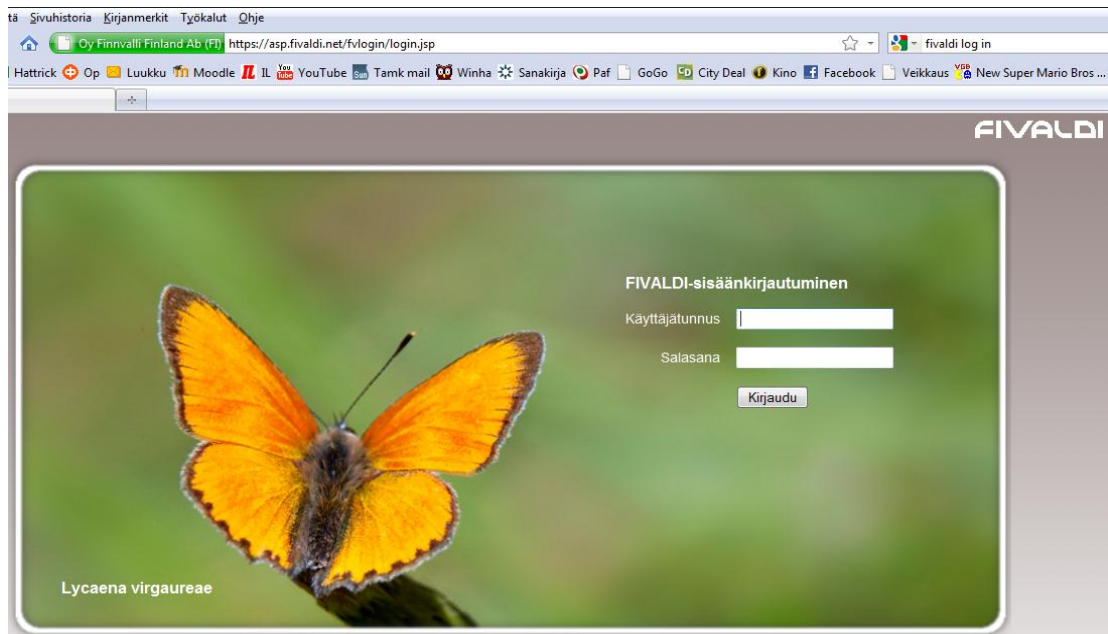 tä Sivuhistoria Kirjanmerkit Työkalut Ohje
Oy Finnvalli Finland Ab (FI) https://asp.fivaldi.net/fvlogin/login.jsp fivaldi log in
Hattrick Op Luukku Moodle IL YouTube Tamk mail Winha Sanakirja Paf GoGo City Deal Kino Facebook Veikkaus New Super Mario Bros ...
FIVALDI
FIVALDI-sisäänkirjautuminen
Käyttäjätunnus
Salasana
Kirjaudu
Lycaena virgaureae